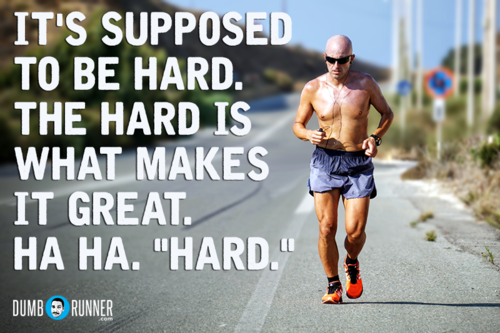 IT'S SUPPOSED
TO BE HARD.
THE HARD IS
WHAT MAKES
IT GREAT.
HA HA. "HARD."
DUMB RUNNER
.com